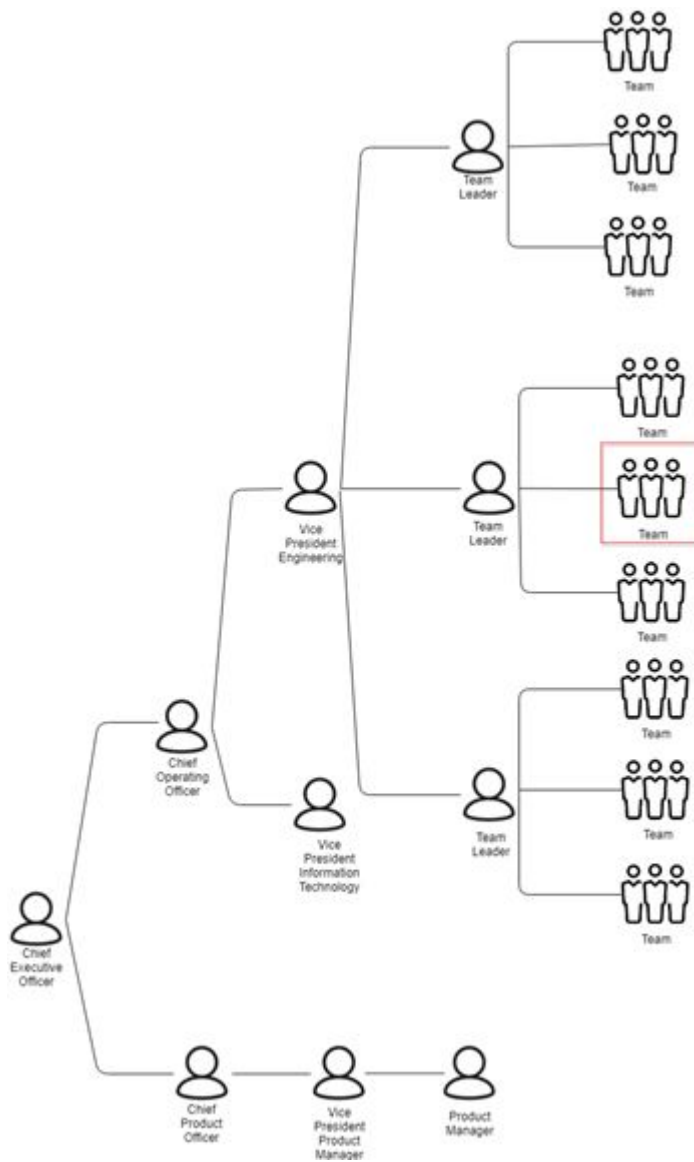 Team
Team
Leader
Team
Team
Team
Vice
President
Engineering
Team
Leader
Team
Team
Team
Chief
Operating
Officer
Vice
President
Information
Technology
Team
Leader
Team
Team
Chief
Executive
Officer
Chief
Product
Officer
Vice
President
Product
Manager
Product
Manager